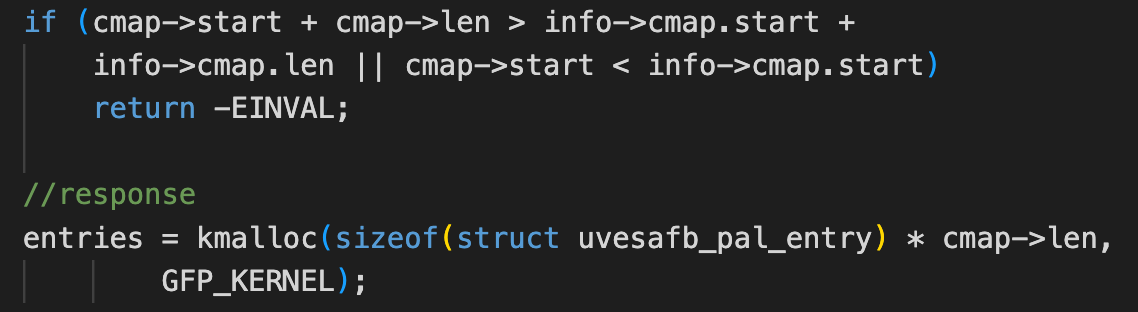 if (cmap->start + cmap->len > info->cmap.start +
info->cmap.len || cmap->start < info->cmap.start)
return -EINVAL;
//response
entries = kmalloc(sizeof(struct uvesafb_pal_entry) * cmap->len,
GFP_KERNEL);